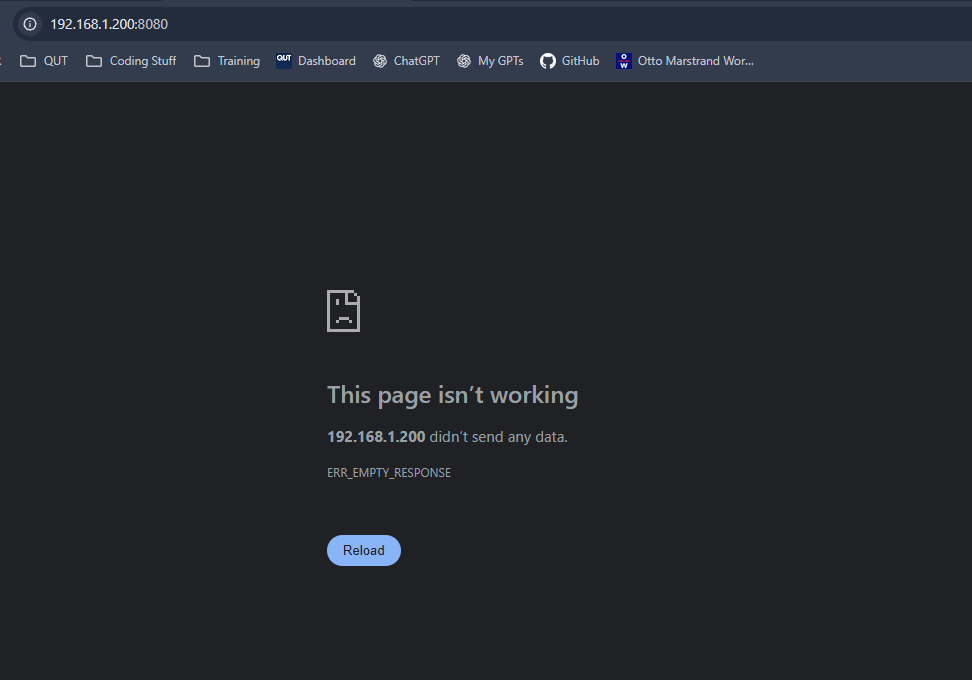 192.168.1.200:8080
QUT Coding Stuff Training QUT Dashboard ChatGPT My GPTs GitHub O W Otto Marstrand Wor...
This page isn’t working
192.168.1.200 didn’t send any data.
ERR_EMPTY_RESPONSE
Reload